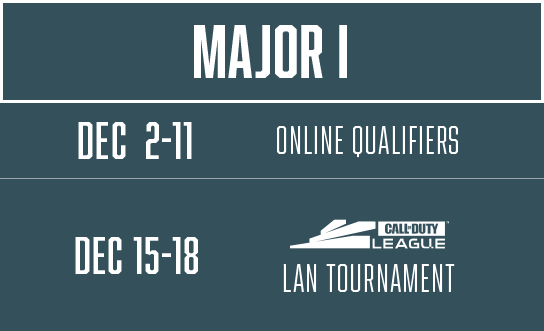 MAJOR I
DEC 2-11
ONLINE QUALIFIERS
DEC 15-18
CALL OF DUTY
LEAGUE
LAN TOURNAMENT